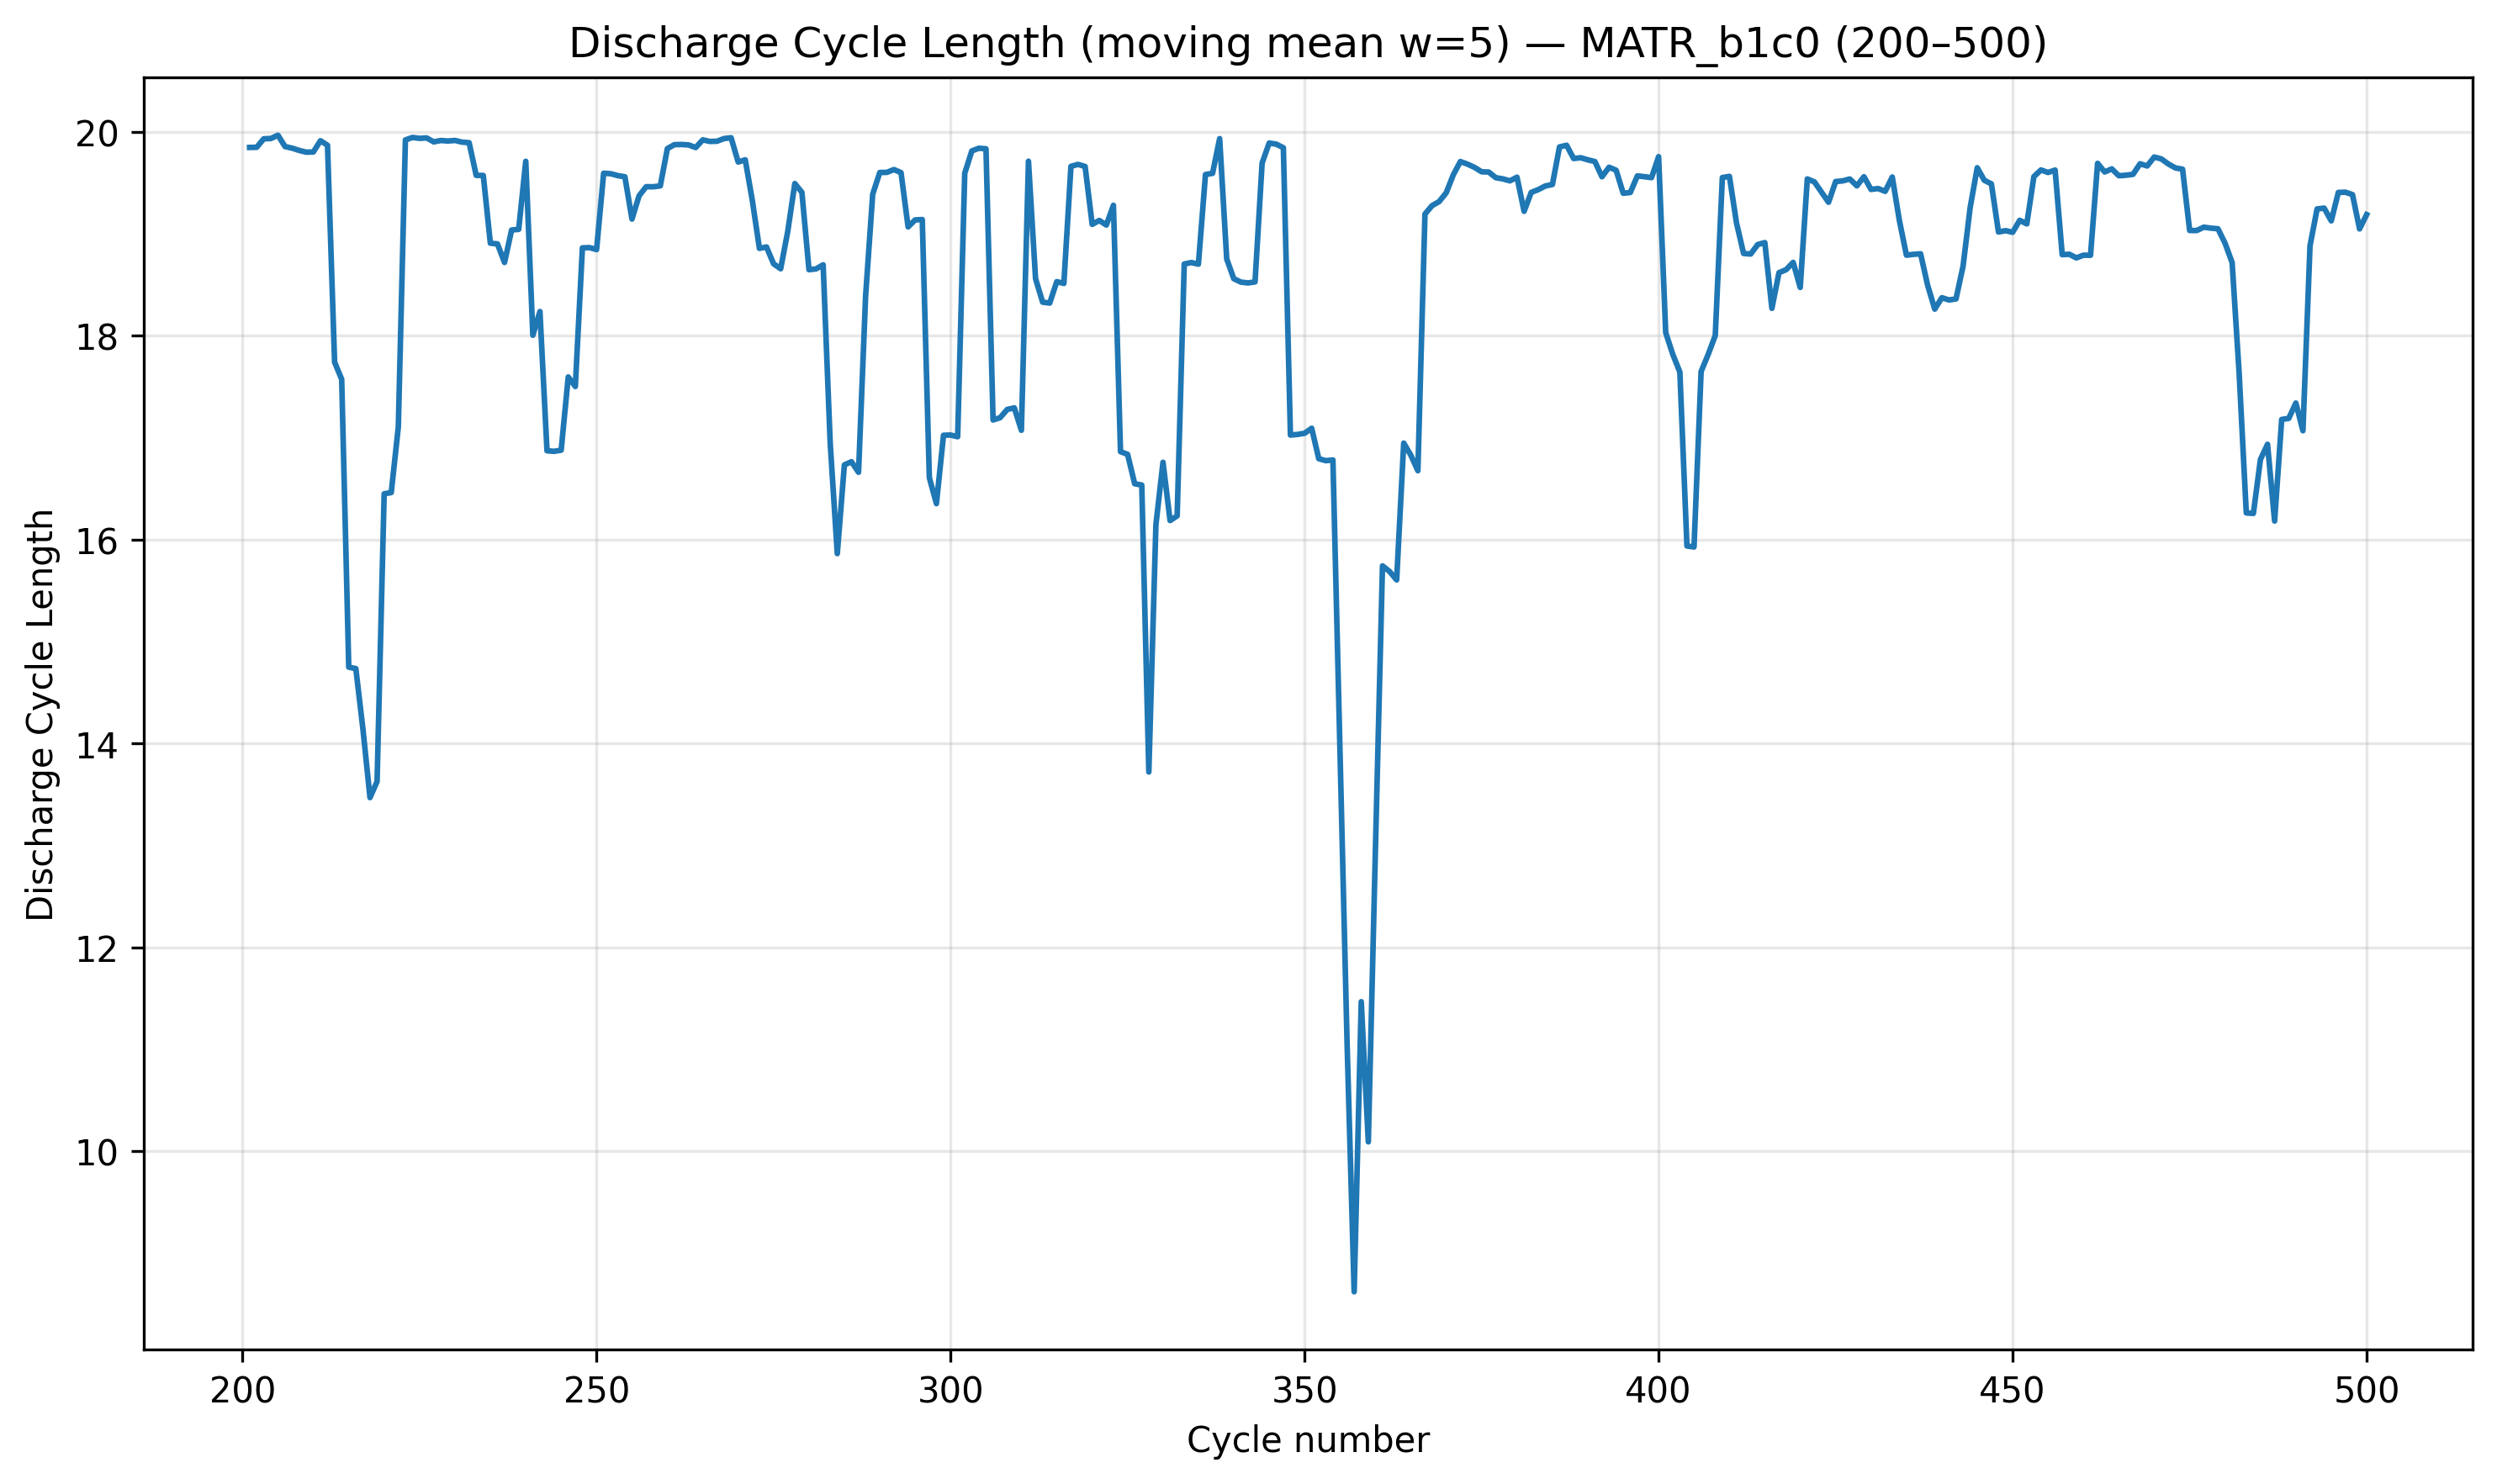 Discharge Cycle Length (moving mean w=5) — MATR_b1c0 (200–500)
Discharge Cycle Length
20
18
16
14
12
10
200 250 300 350 400 450 500
Cycle number